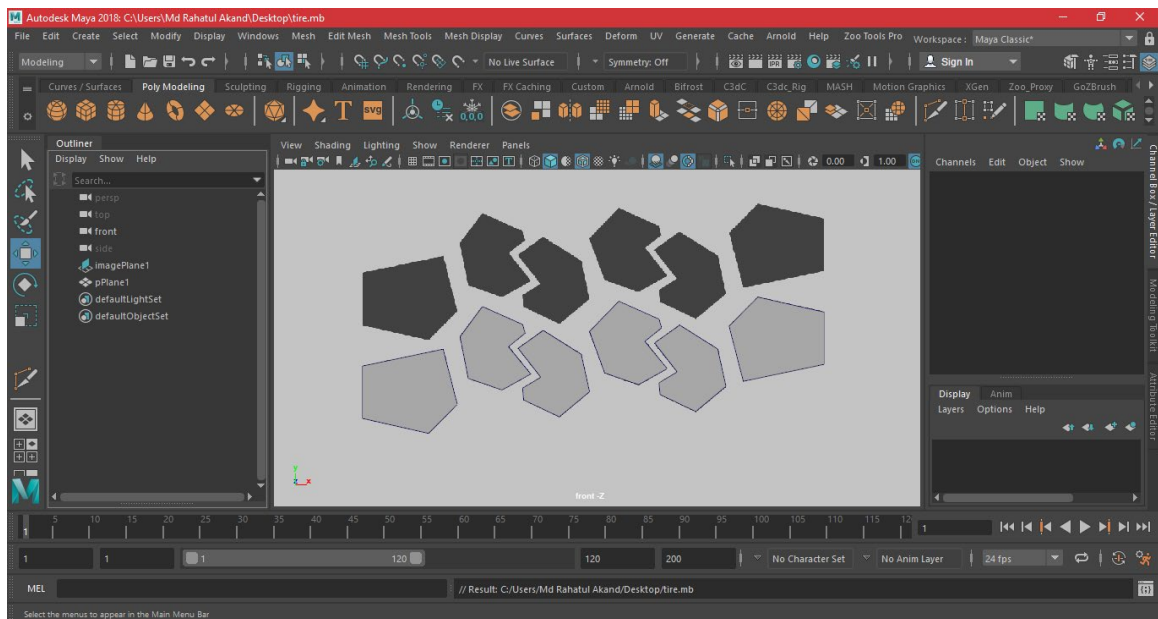 Autodesk Maya 2018: C:\Users\Md Rahatul Akand\Desktop\tire.mb
File Edit Create Select Modify Display Windows Mesh Edit Mesh Mesh Tools Mesh Display Curves Surfaces Deform UV Generate Cache Arnold Help Zoo Tools Pro Workspace: Maya Classic*
Modeling No Live Surface Symmetry: Off Sign In
Curves / Surfaces Poly Modeling Sculpting Rigging Animation Rendering FX FX Caching Custom Arnold Bifrost C3dC C3dc_Rig MASH Motion Graphics XGen Zoo_Proxy GoZBrush
T SVG 0,0,0
Outliner
Display Show Help
View Shading Lighting Show Renderer Panels
0.00 1.00
Channels Edit Object Show
Search...
persp
top
front
side
imagePlane1
pPlane1
defaultLightSet
defaultObjectSet
Channel Box / Layer Editor
Modeling Toolkit
Attribute Editor
Display Anim
Layers Options Help
y
z x
front -Z
5 10 15 20 25 30 35 40 45 50 55 60 65 70 75 80 85 90 95 100 105 110 115 12
1 1
1 1 1 120 120 200 No Character Set No Anim Layer 24 fps
MEL // Result: C:/Users/Md Rahatul Akand/Desktop/tire.mb
Select the menus to appear in the Main Menu Bar